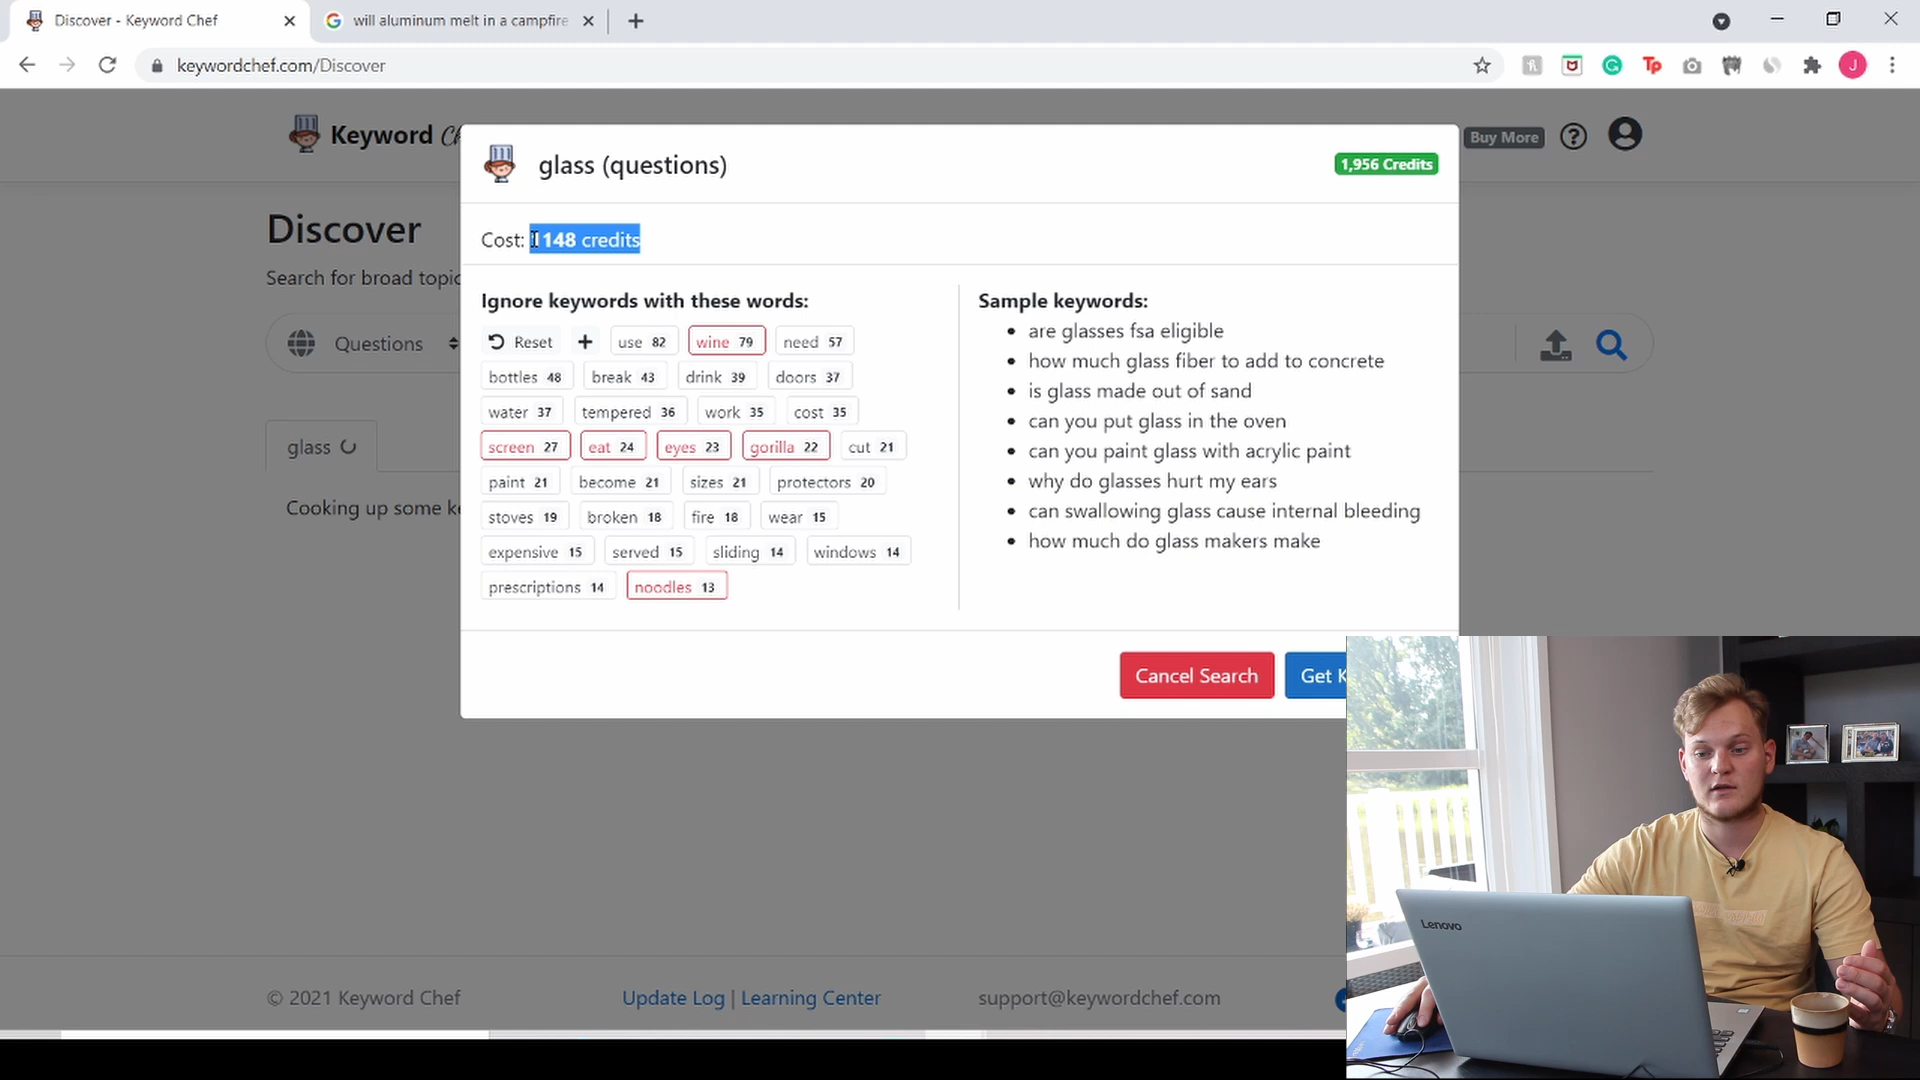 Discover - Keyword Chef
will aluminum melt in a campfire
keywordchef.com/Discover
Tp
J
Keyword Ch
Buy More
glass (questions)
1,956 Credits
Discover
Cost: 1148 credits
Search for broad topic
Ignore keywords with these words:
Sample keywords:
Questions
Reset + use 82 wine 79 need 57
bottles 48 break 43 drink 39 doors 37
water 37 tempered 36 work 35 cost 35
screen 27 eat 24 eyes 23 gorilla 22 cut 21
paint 21 become 21 sizes 21 protectors 20
stoves 19 broken 18 fire 18 wear 15
expensive 15 served 15 sliding 14 windows 14
prescriptions 14 noodles 13
are glasses fsa eligible
how much glass fiber to add to concrete
is glass made out of sand
can you put glass in the oven
can you paint glass with acrylic paint
why do glasses hurt my ears
can swallowing glass cause internal bleeding
how much do glass makers make
glass
Cooking up some ke
Cancel Search
Get K
Lenovo
© 2021 Keyword Chef
Update Log | Learning Center
support@keywordchef.com